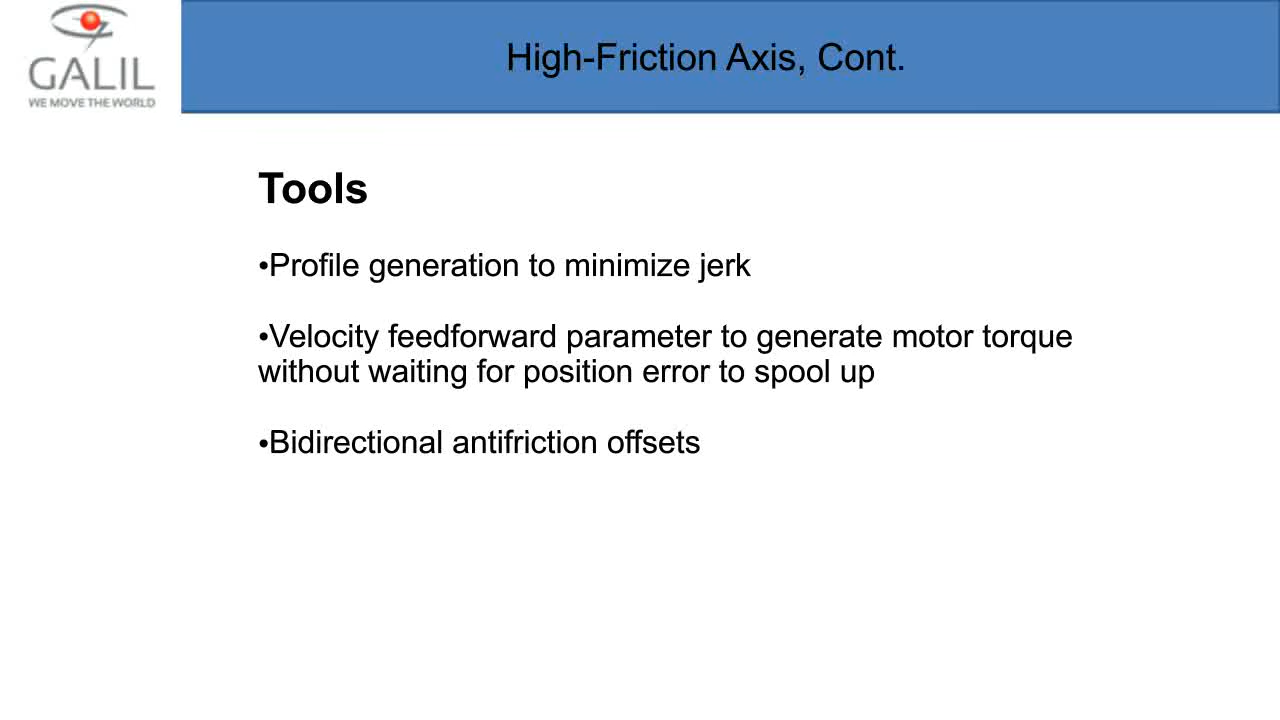 GALIL
WE MOVE THE WORLD
High-Friction Axis, Cont.
Tools
•Profile generation to minimize jerk
•Velocity feedforward parameter to generate motor torque
without waiting for position error to spool up
•Bidirectional antifriction offsets